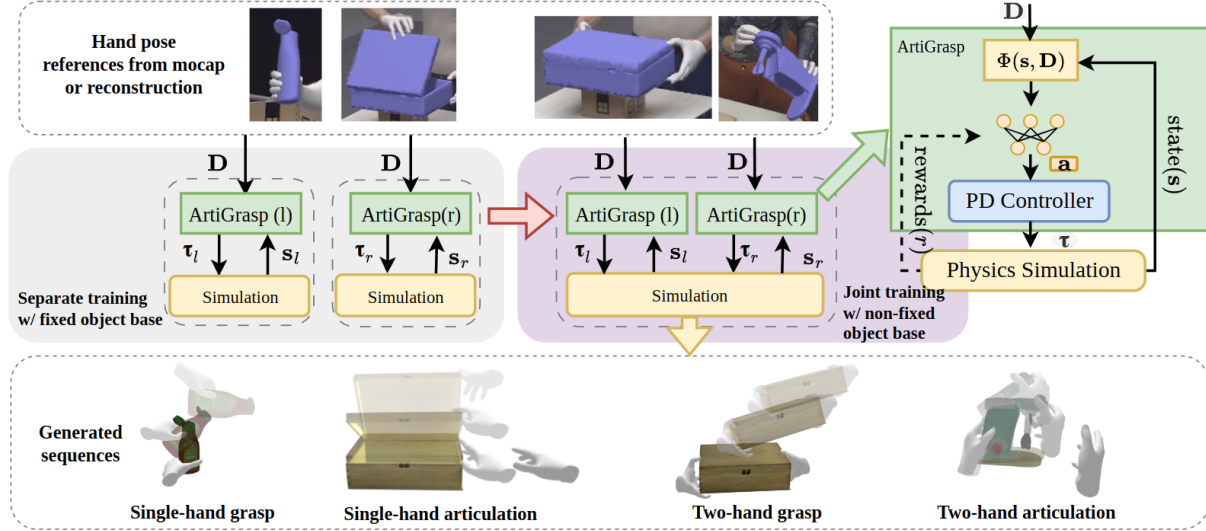 Hand pose
references from mocap
or reconstruction
D
D
D
D
ArtiGrasp (l)
ArtiGrasp(r)
ArtiGrasp (l)
ArtiGrasp(r)
τl
sl
τr
sr
τl
sl
τr
sr
Simulation
Simulation
Simulation
Separate training
w/ fixed object base
Joint training
w/ non-fixed
object base
D
ArtiGrasp
Φ(s, D)
a
PD Controller
τ
Physics Simulation
rewards(r)
state(s)
Generated
sequences
Single-hand grasp
Single-hand articulation
Two-hand grasp
Two-hand articulation